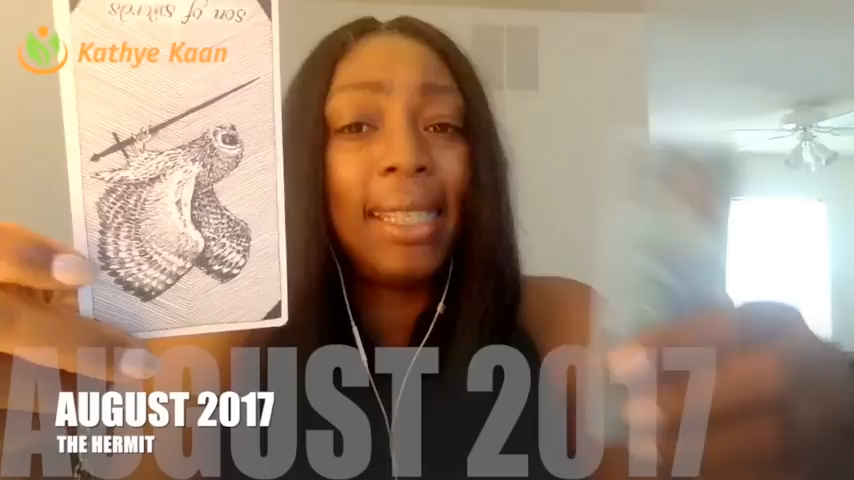 son of swords
Kathye Kaan
AUGUST 2017
AUGUST 2017
THE HERMIT